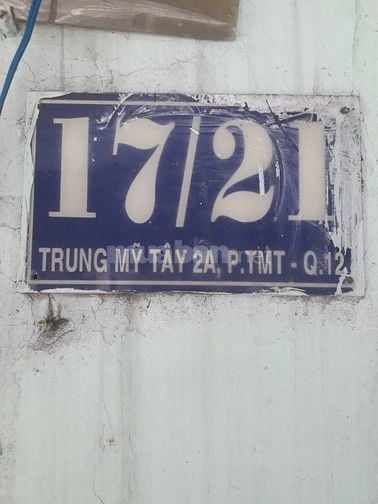 17/21
TRUNG MỸ TÂY 2A, P.TMT - Q.12